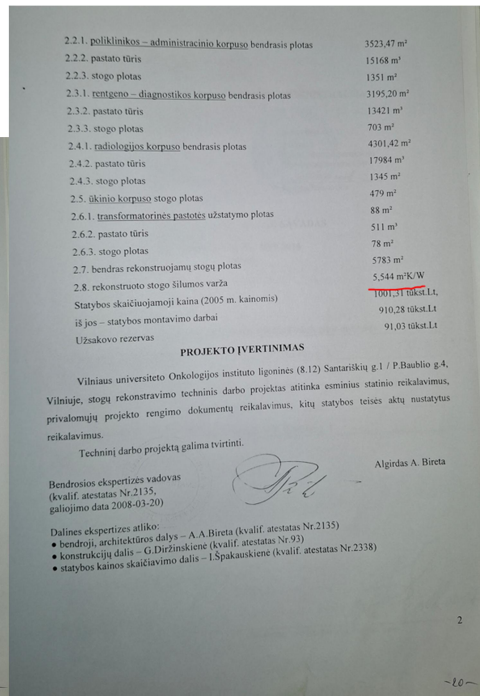 2.2.1. poliklinikos – administracinio korpuso bendrasis plotas 3523,47 m²
2.2.2. pastato tūris 15168 m³
2.2.3. stogo plotas 1351 m²
2.3.1. rentgeno – diagnostikos korpuso bendrasis plotas 3195,20 m²
2.3.2. pastato tūris 13421 m³
2.3.3. stogo plotas 703 m²
2.4.1. radiologijos korpuso bendrasis plotas 4301,42 m²
2.4.2. pastato tūris 17984 m³
2.4.3. stogo plotas 1345 m²
2.5. ūkinio korpuso stogo plotas 479 m²
2.6.1. transformatorinės pastotės užstatymo plotas 88 m²
2.6.2. pastato tūris 511 m³
2.6.3. stogo plotas 78 m²
2.7. bendras rekonstruojamų stogų plotas 5783 m²
2.8. rekonstruoto stogo šilumos varža 5,544 m²K/W
Statybos skaičiuojamoji kaina (2005 m. kainomis) 1001,31 tūkst.Lt,
iš jos – statybos montavimo darbai 910,28 tūkst.Lt
Užsakovo rezervas 91,03 tūkst.Lt
PROJEKTO ĮVERTINIMAS
Vilniaus universiteto Onkologijos instituto ligoninės (8.12) Santariškių g.1 / P.Baublio g.4,
Vilniuje, stogų rekonstravimo techninis darbo projektas atitinka esminius statinio reikalavimus,
privalomųjų projekto rengimo dokumentų reikalavimus, kitų statybos teisės aktų nustatytus
reikalavimus.
Techninį darbo projektą galima tvirtinti.
Bendrosios ekspertizės vadovas Algirdas A. Bireta
(kvalif. atestatas Nr.2135,
galiojimo data 2008-03-20)
Dalines ekspertizes atliko:
● bendroji, architektūros dalys – A.A.Bireta (kvalif. atestatas Nr.2135)
● konstrukcijų dalis – G.Diržinskienė (kvalif. atestatas Nr.93)
● statybos kainos skaičiavimo dalis – I.Špakauskienė (kvalif. atestatas Nr.2338)
2
~20~